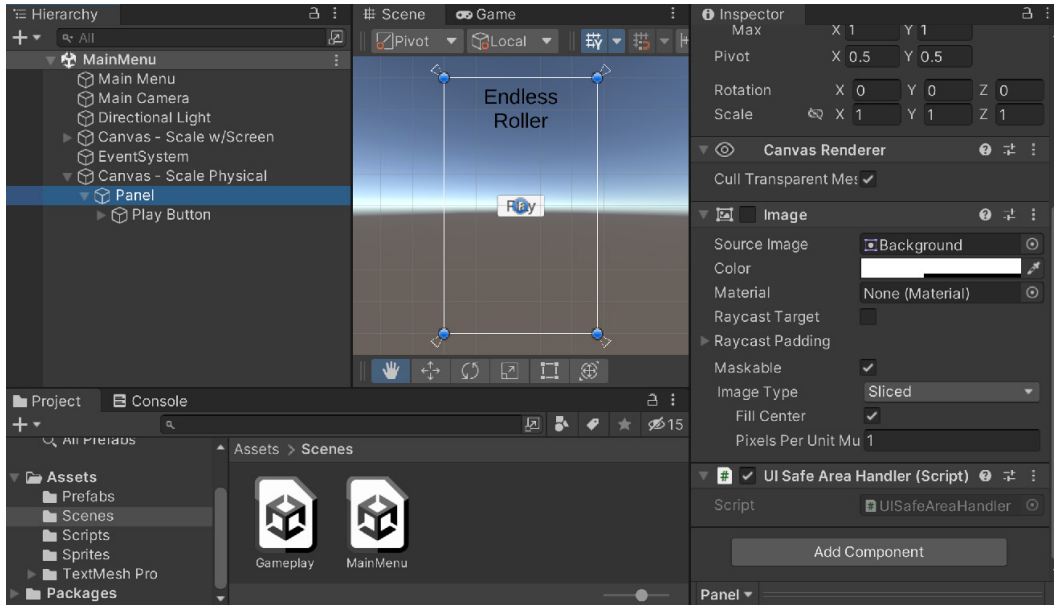 Hierarchy
All
MainMenu
Main Menu
Main Camera
Directional Light
Canvas - Scale w/Screen
EventSystem
Canvas - Scale Physical
Panel
Play Button
Scene
Game
Pivot
Local
Endless
Roller
Play
Inspector
Max X 1 Y 1
Pivot X 0.5 Y 0.5
Rotation X 0 Y 0 Z 0
Scale X 1 Y 1 Z 1
Canvas Renderer
Cull Transparent Mes
Image
Source Image Background
Color
Material None (Material)
Raycast Target
Raycast Padding
Maskable
Image Type Sliced
Fill Center
Pixels Per Unit Mu 1
# UI Safe Area Handler (Script)
Script # UISafeAreaHandler
Add Component
Panel
Project
Console
15
All Prefabs
Assets
Prefabs
Scenes
Scripts
Sprites
TextMesh Pro
Packages
Assets > Scenes
Gameplay
MainMenu